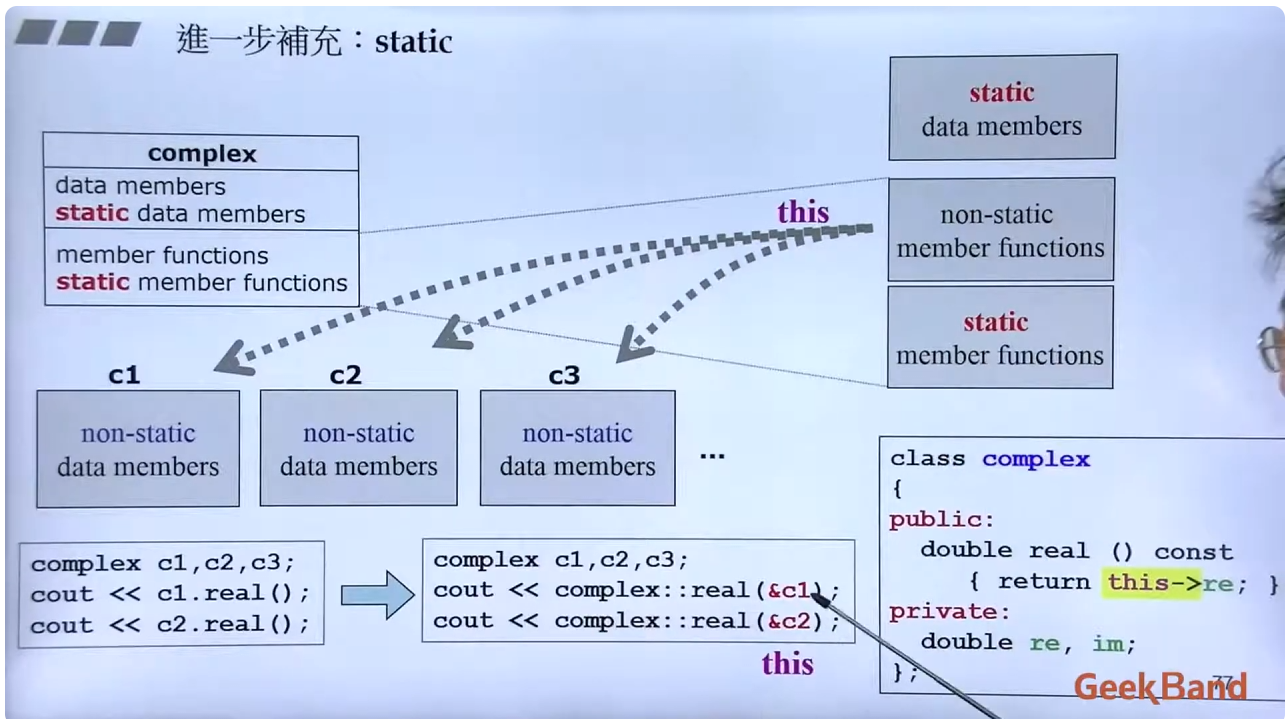 進一步補充：static
complex
data members
static data members
member functions
static member functions
static
data members
this
non-static
member functions
static
member functions
c1
c2
c3
non-static
data members
non-static
data members
non-static
data members
...
complex c1,c2,c3;
cout << c1.real();
cout << c2.real();
complex c1,c2,c3;
cout << complex::real(&c1);
cout << complex::real(&c2);
this
class complex
{
public:
double real () const
{ return this->re; }
private:
double re, im;
};
77
GeekBand